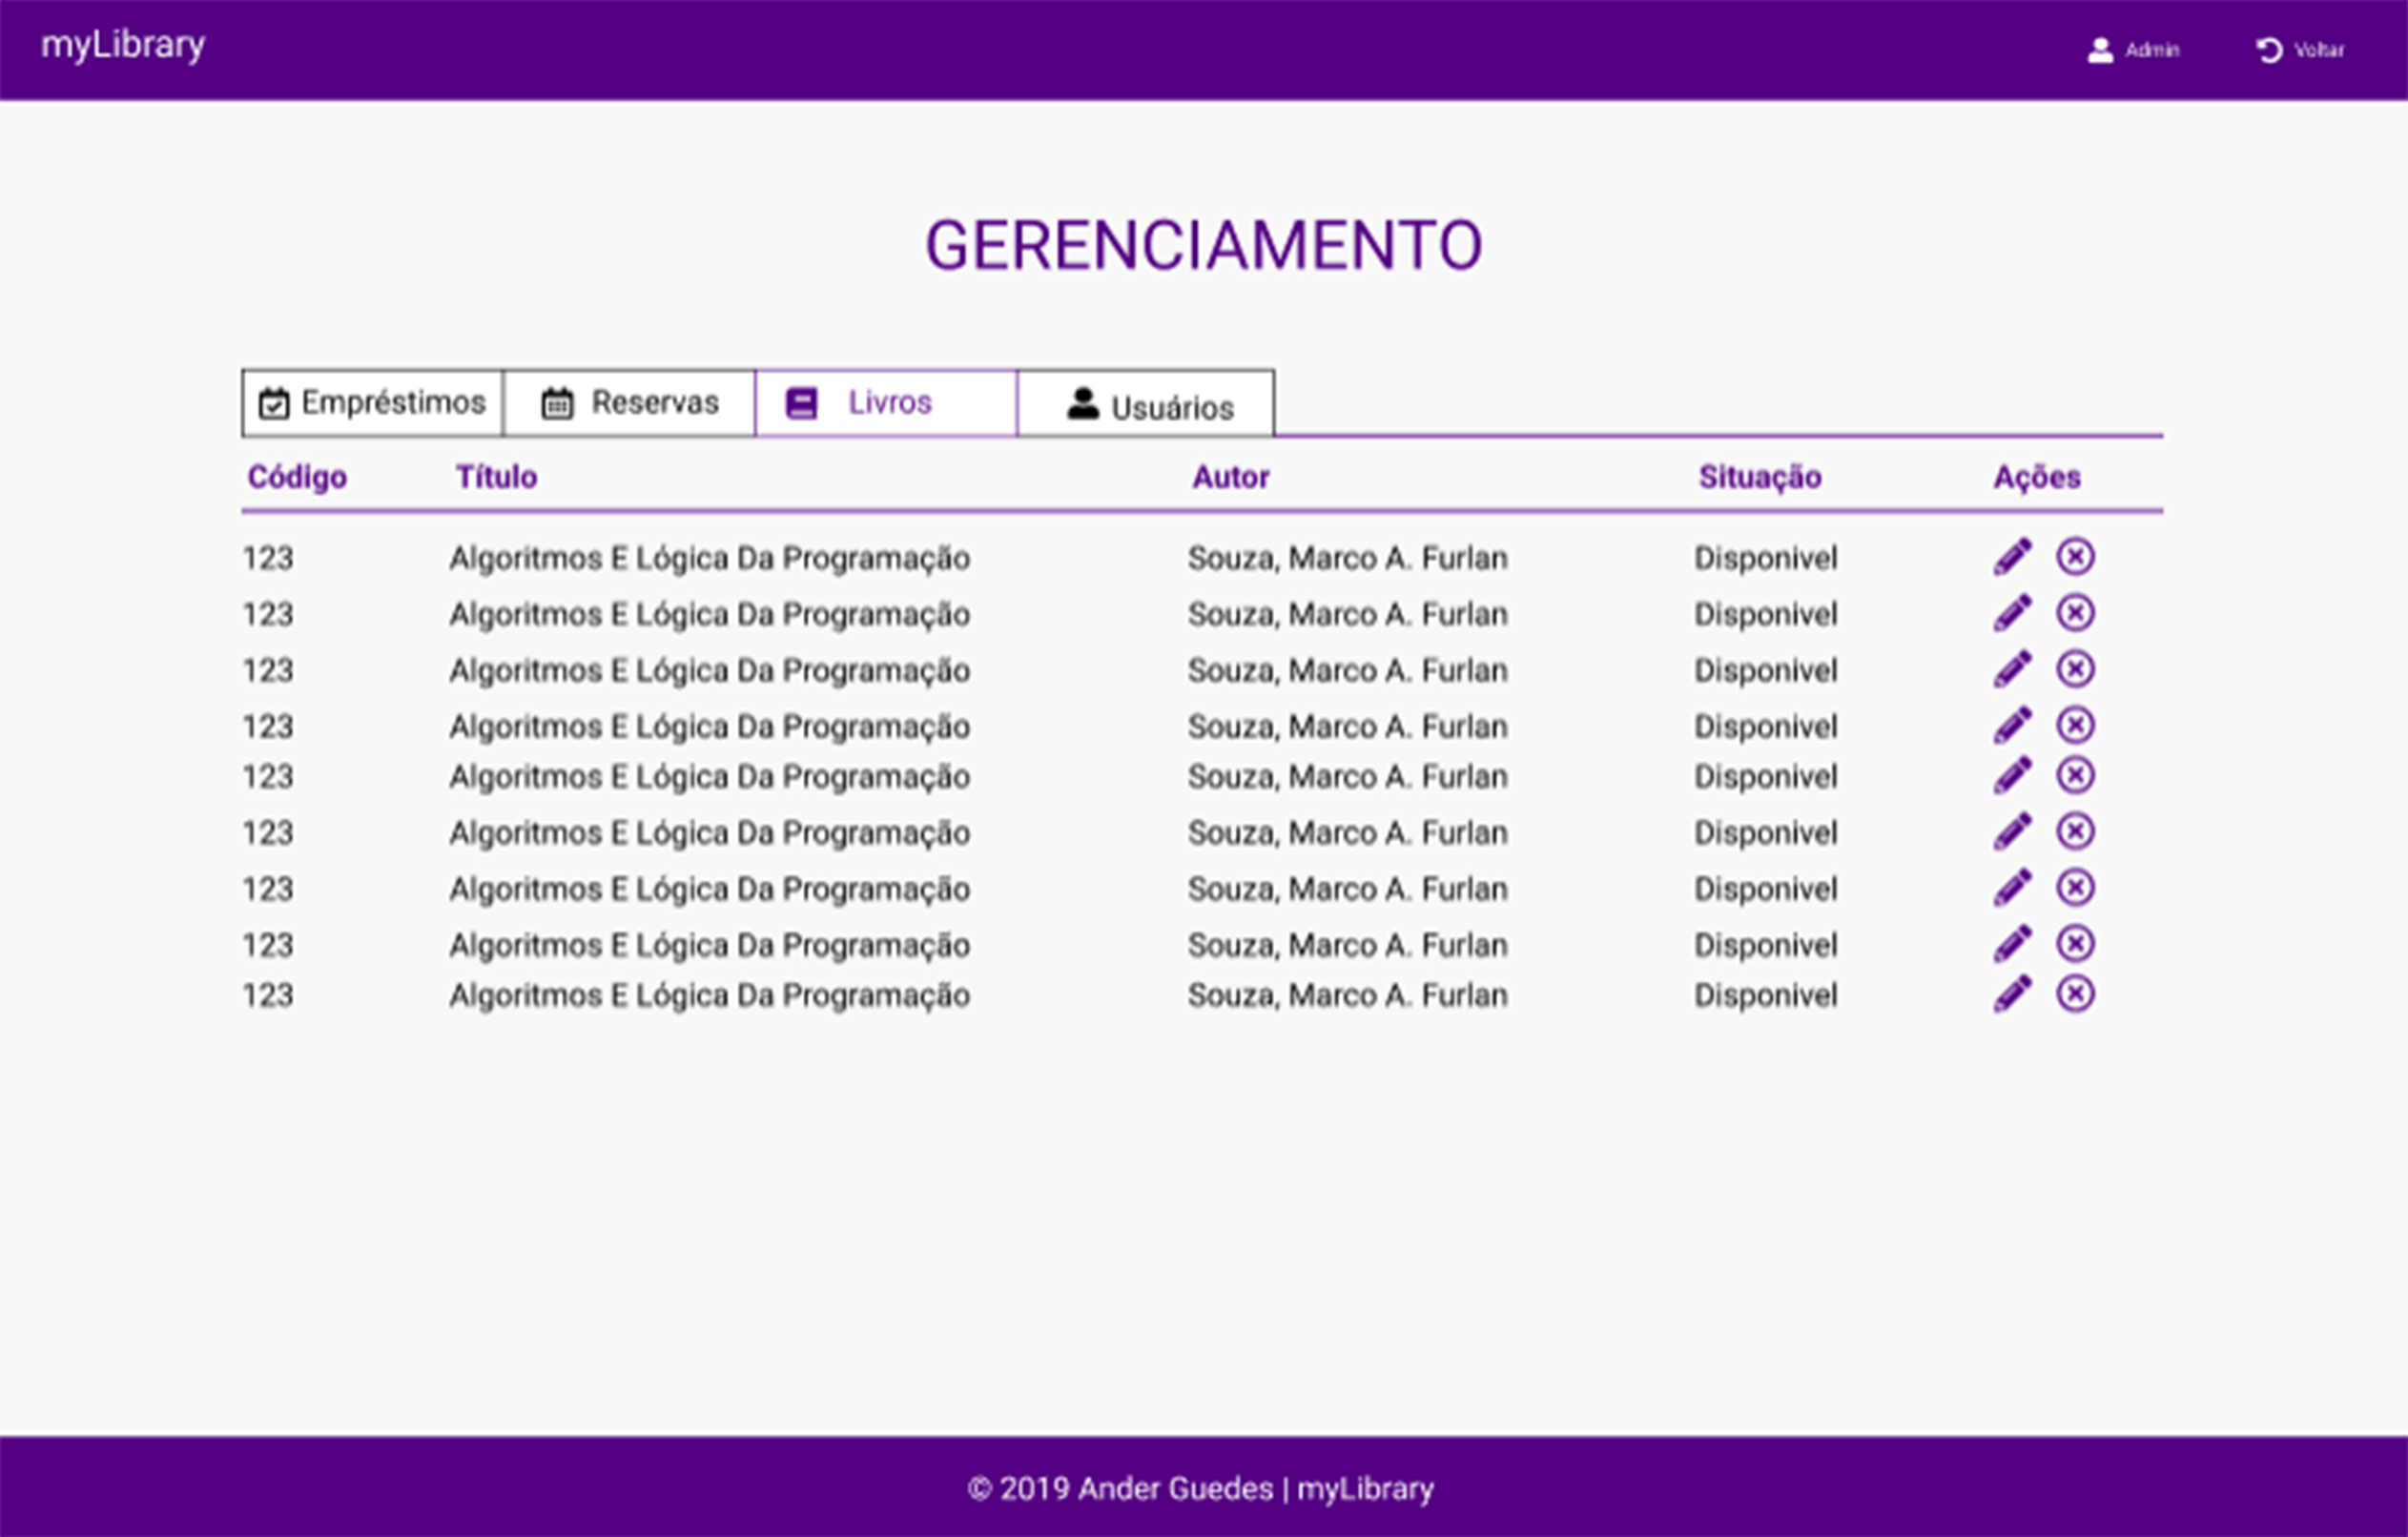 myLibrary Admin Voltar
GERENCIAMENTO
Empréstimos Reservas Livros Usuários
Código Título Autor Situação Ações
123 Algoritmos E Lógica Da Programação Souza, Marco A. Furlan Disponivel
123 Algoritmos E Lógica Da Programação Souza, Marco A. Furlan Disponivel
123 Algoritmos E Lógica Da Programação Souza, Marco A. Furlan Disponivel
123 Algoritmos E Lógica Da Programação Souza, Marco A. Furlan Disponivel
123 Algoritmos E Lógica Da Programação Souza, Marco A. Furlan Disponivel
123 Algoritmos E Lógica Da Programação Souza, Marco A. Furlan Disponivel
123 Algoritmos E Lógica Da Programação Souza, Marco A. Furlan Disponivel
123 Algoritmos E Lógica Da Programação Souza, Marco A. Furlan Disponivel
123 Algoritmos E Lógica Da Programação Souza, Marco A. Furlan Disponivel
© 2019 Ander Guedes | myLibrary